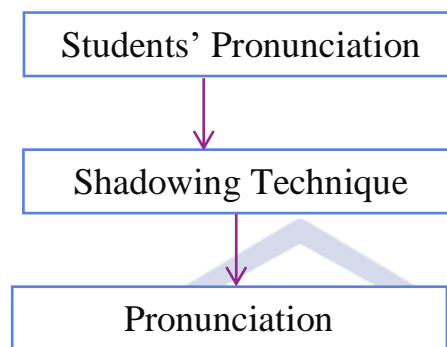 Students’ Pronunciation
Shadowing Technique
Pronunciation